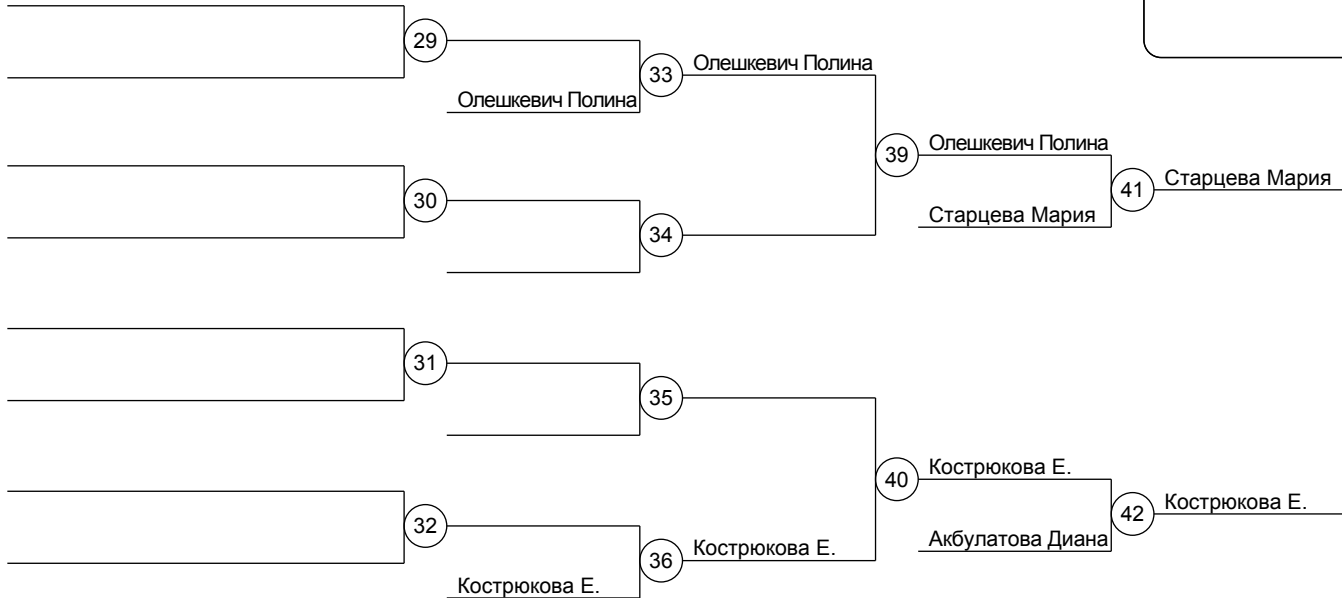 29
33
Олешкевич Полина
Олешкевич Полина
39
Олешкевич Полина
41
Старцева Мария
30
Старцева Мария
34
31
35
40
Кострюкова Е.
42
Кострюкова Е.
32
Акбулатова Диана
36
Кострюкова Е.
Кострюкова Е.